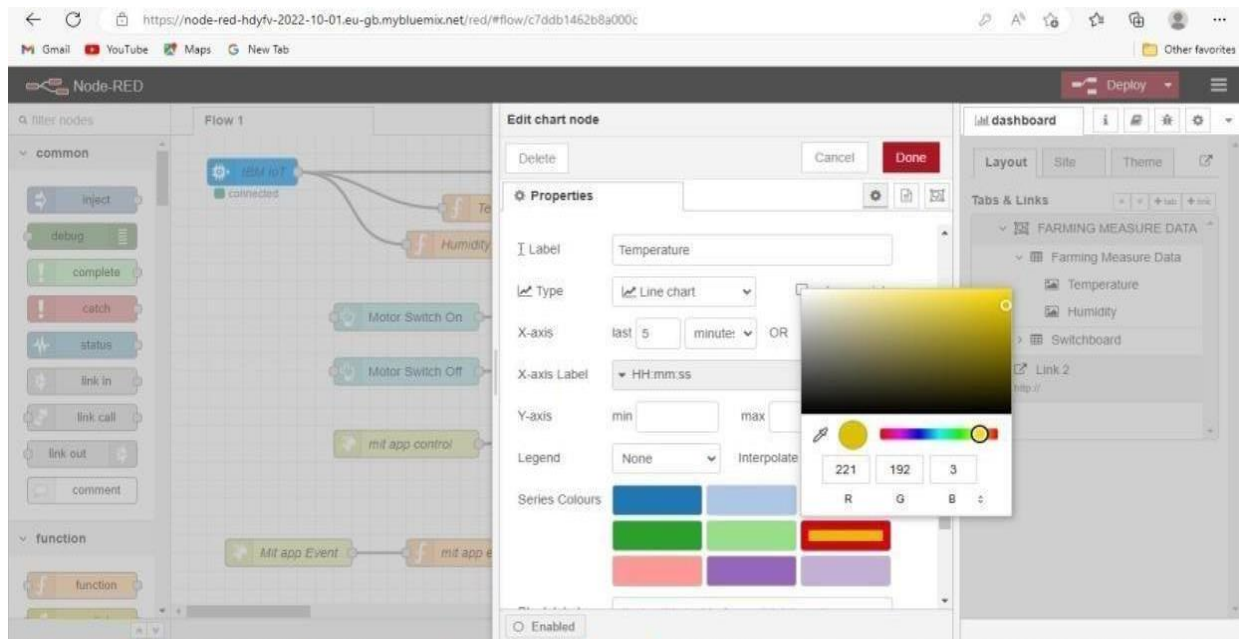 https://node-red-hdyfv-2022-10-01.eu-gb.mybluemix.net/red/#flow/c7ddb1462b8a000c
Gmail YouTube Maps New Tab Other favorites
Node-RED Deploy
filter nodes Flow 1 Edit chart node dashboard
common Delete Cancel Done Layout Site Theme
IBM IoT
connected Properties Tabs & Links tab link
inject Te FARMING MEASURE DATA
debug Humidity Label Temperature Farming Measure Data
complete Type Line chart Temperature
catch Motor Switch On X-axis last 5 minute: OR Humidity
status Switchboard
link in Motor Switch Off X-axis Label HH:mm:ss Link 2
http://
link call Y-axis min max
link out mit app control Legend None Interpolate
221 192 3
comment Series Colours R G B
function Mit app Event mit app e
function
Enabled